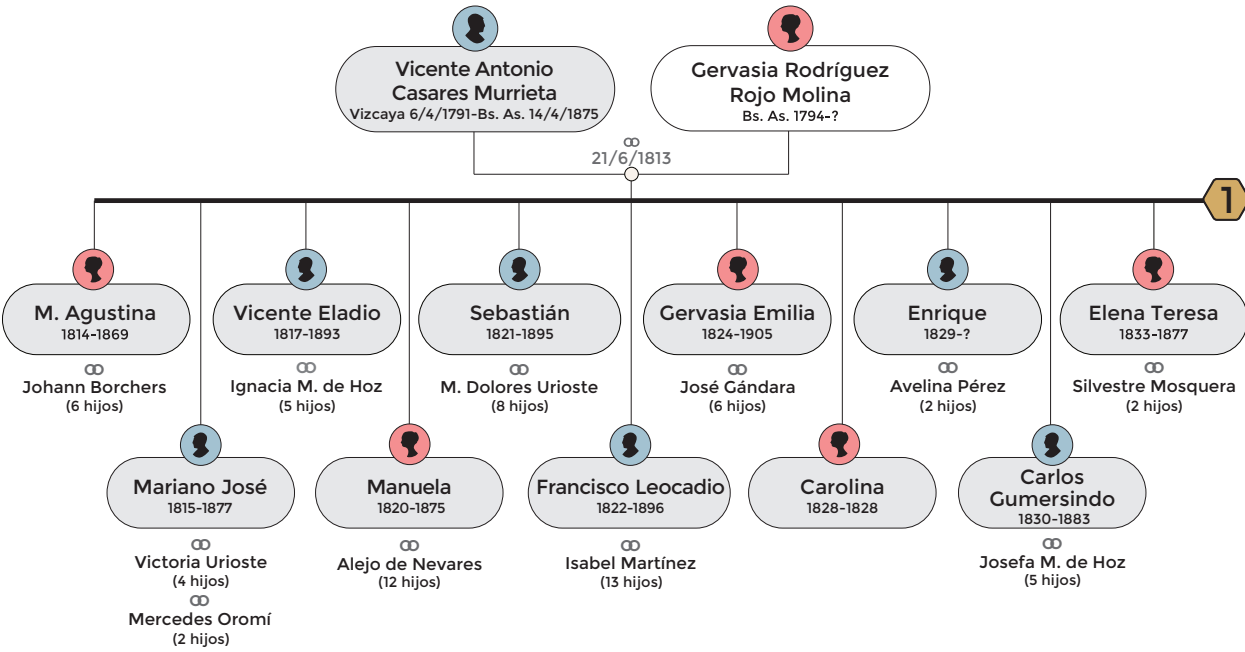 Vicente Antonio
Casares Murrieta
Vizcaya 6/4/1791-Bs. As. 14/4/1875
Gervasia Rodríguez
Rojo Molina
Bs. As. 1794-?
21/6/1813
1
M. Agustina
1814-1869
Johann Borchers
(6 hijos)
Vicente Eladio
1817-1893
Ignacia M. de Hoz
(5 hijos)
Sebastián
1821-1895
M. Dolores Urioste
(8 hijos)
Gervasia Emilia
1824-1905
José Gándara
(6 hijos)
Enrique
1829-?
Avelina Pérez
(2 hijos)
Elena Teresa
1833-1877
Silvestre Mosquera
(2 hijos)
Mariano José
1815-1877
Victoria Urioste
(4 hijos)
Mercedes Oromí
(2 hijos)
Manuela
1820-1875
Alejo de Nevares
(12 hijos)
Francisco Leocadio
1822-1896
Isabel Martínez
(13 hijos)
Carolina
1828-1828
Carlos
Gumersindo
1830-1883
Josefa M. de Hoz
(5 hijos)